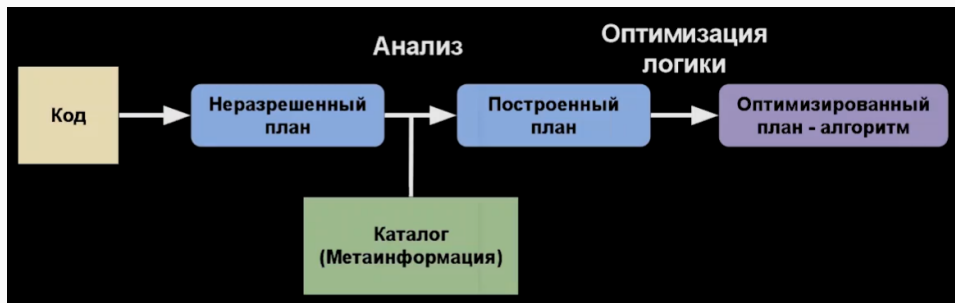 Анализ
Оптимизация
логики
Код
Неразрешенный
план
Построенный
план
Оптимизированный
план - алгоритм
Каталог
(Метаинформация)